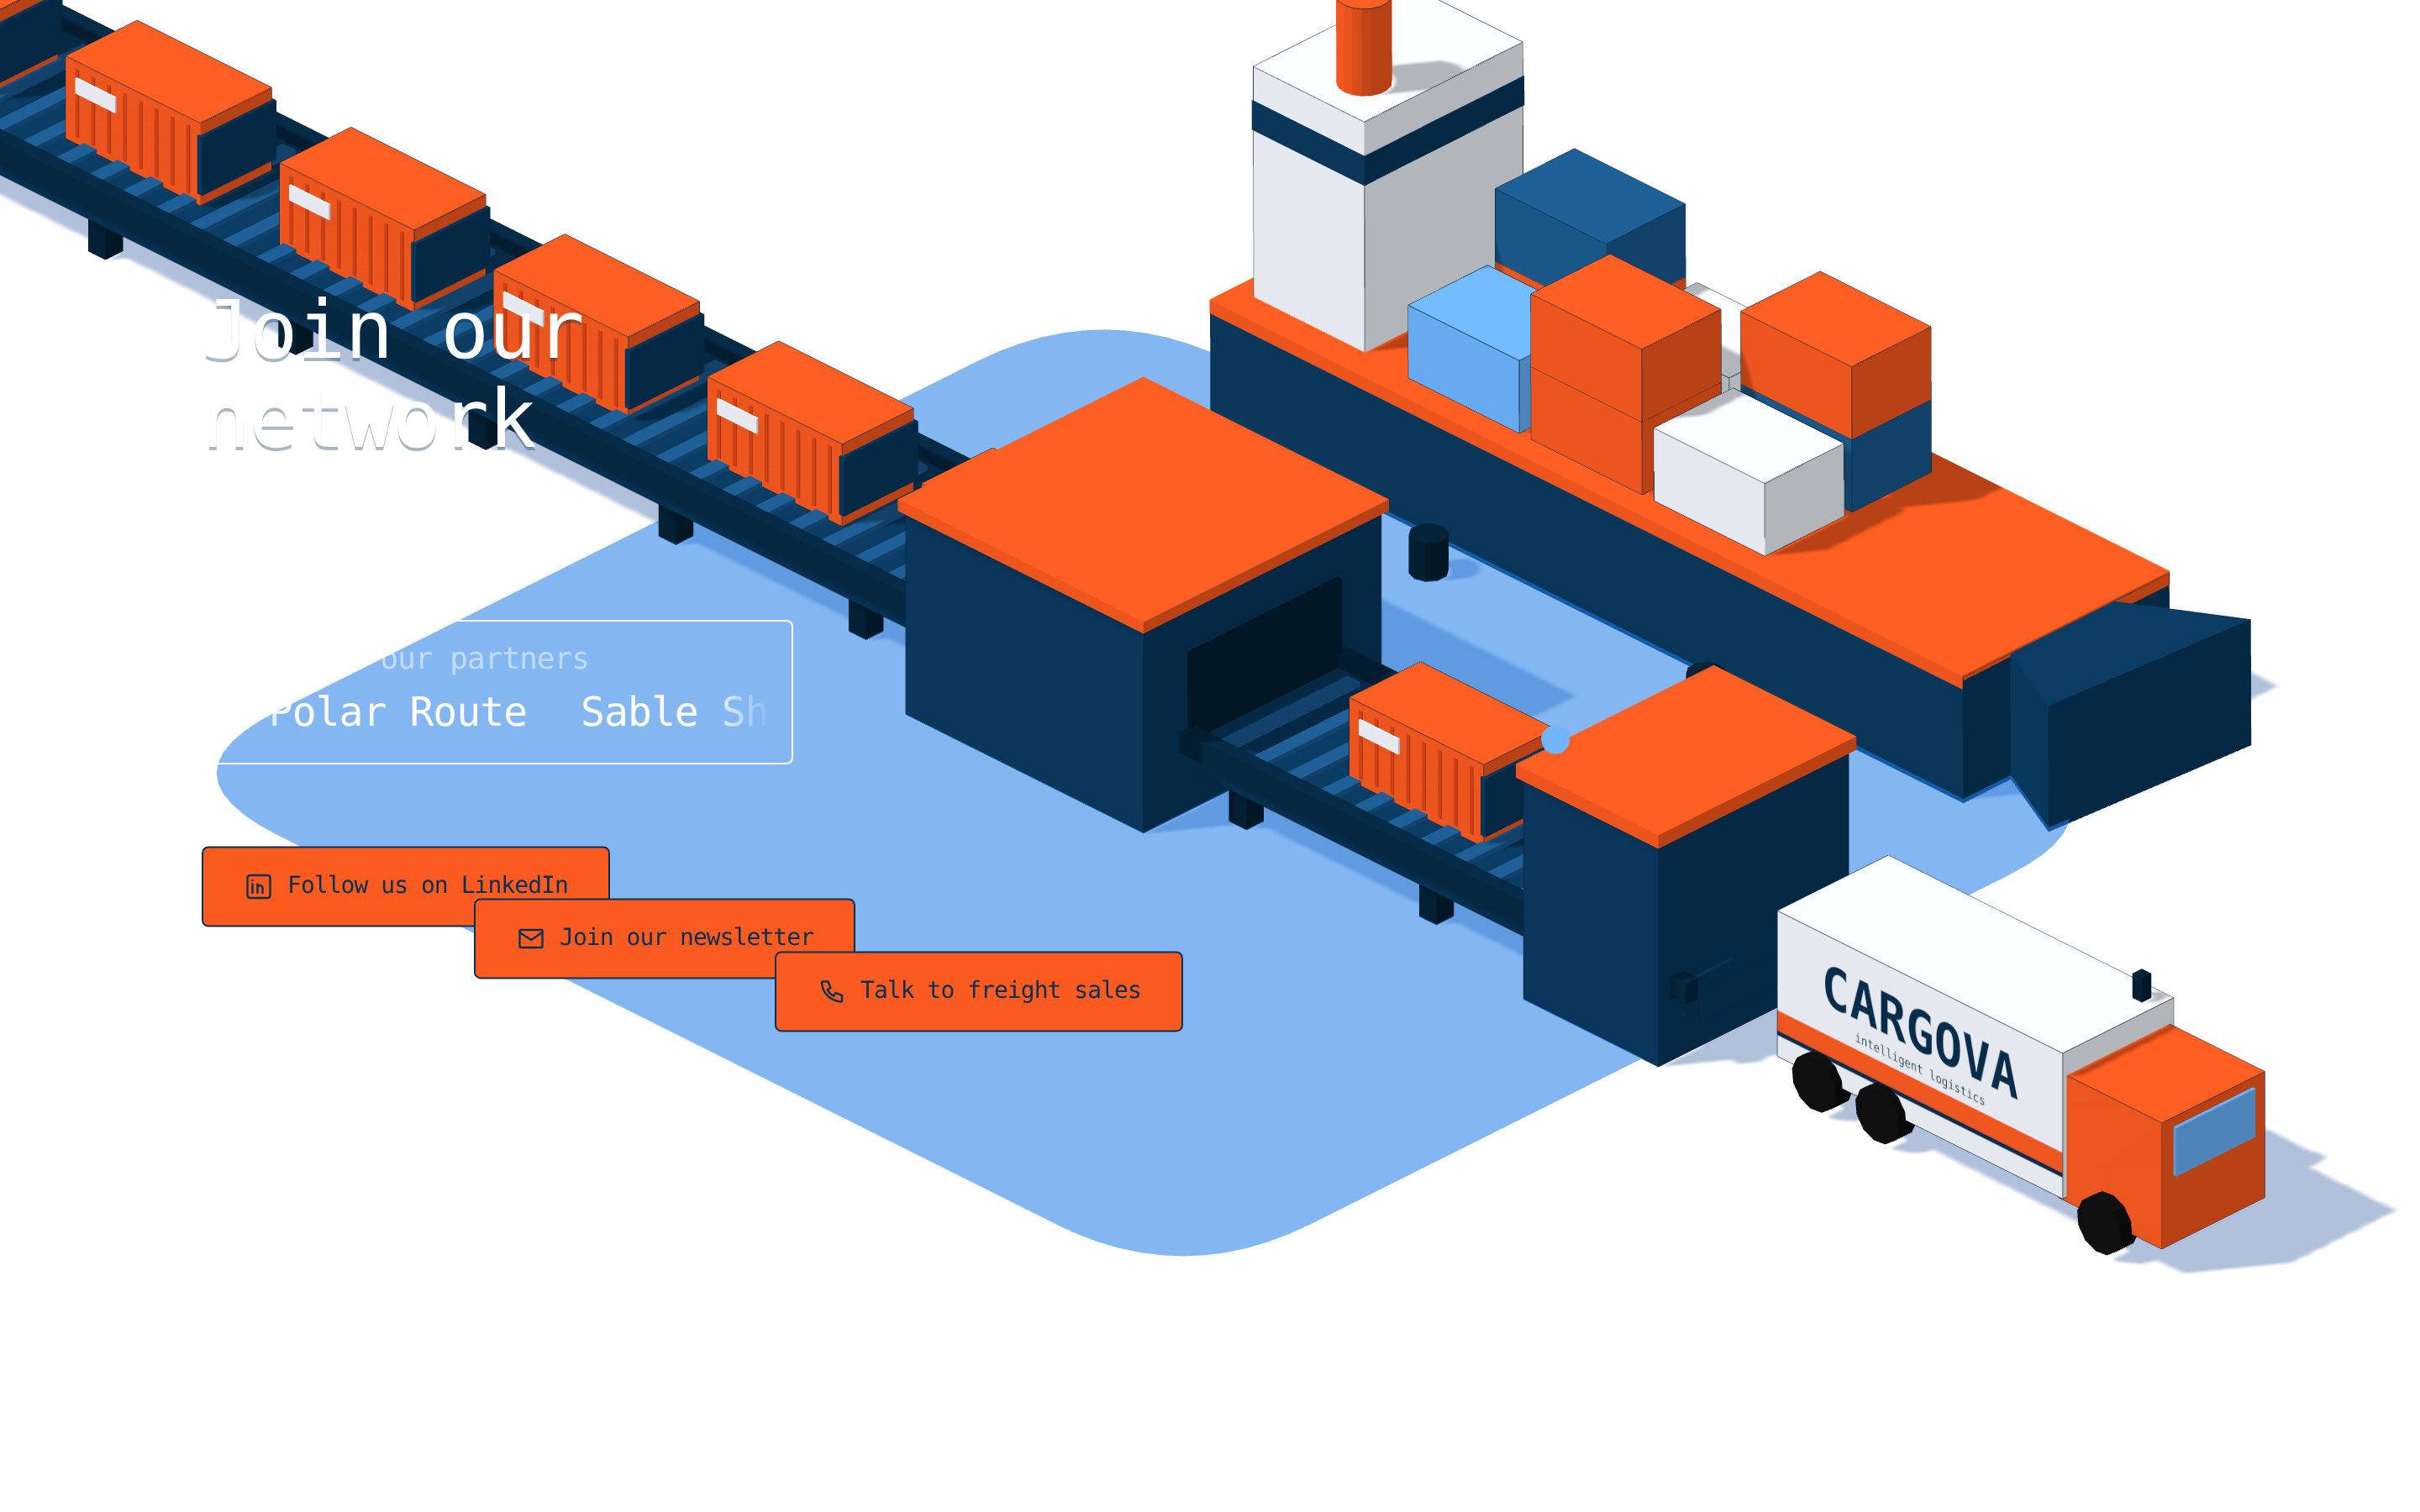 Join our
network
our partners
Polar Route Sable Sh
Follow us on LinkedIn
Join our newsletter
Talk to freight sales
CARGOVA
intelligent logistics